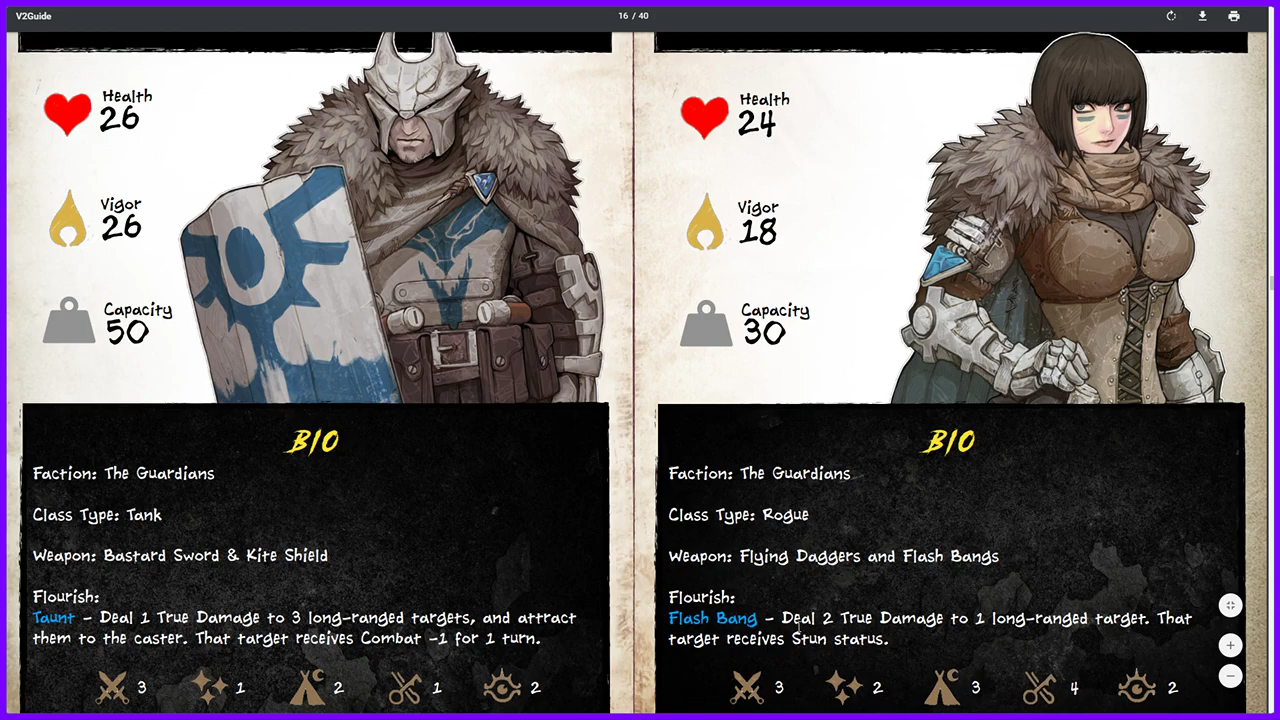 V2Guide
16 / 40
Health
26
Vigor
26
Capacity
50
BIO
Faction: The Guardians
Class Type: Tank
Weapon: Bastard Sword & Kite Shield
Flourish:
Taunt - Deal 1 True Damage to 3 long-ranged targets, and attract
them to the caster. That target receives Combat -1 for 1 turn.
3 1 2 1 2
Health
24
Vigor
18
Capacity
30
BIO
Faction: The Guardians
Class Type: Rogue
Weapon: Flying Daggers and Flash Bangs
Flourish:
Flash Bang - Deal 2 True Damage to 1 long-ranged target. That
target receives Stun status.
3 2 3 4 2